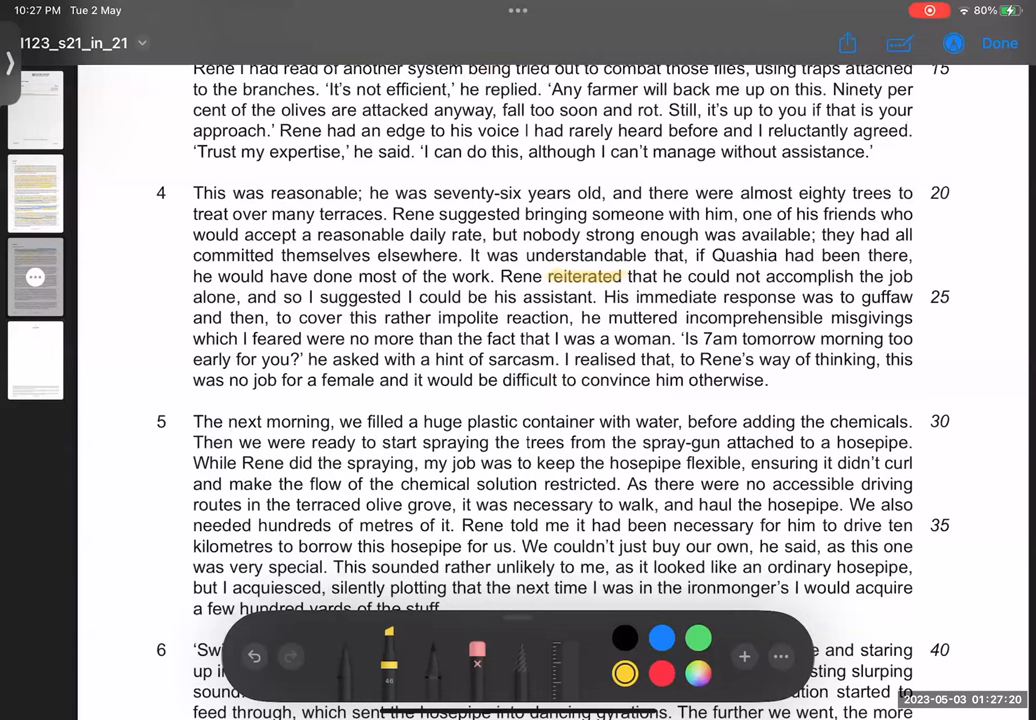 10:27 PM Tue 2 May
80%
1123_s21_in_21
Done
Rene I had read of another system being tried out to combat those flies, using traps attached 15
to the branches. ‘It’s not efficient,’ he replied. ‘Any farmer will back me up on this. Ninety per
cent of the olives are attacked anyway, fall too soon and rot. Still, it’s up to you if that is your
approach.’ Rene had an edge to his voice I had rarely heard before and I reluctantly agreed.
‘Trust my expertise,’ he said. ‘I can do this, although I can’t manage without assistance.’
4 This was reasonable; he was seventy-six years old, and there were almost eighty trees to 20
treat over many terraces. Rene suggested bringing someone with him, one of his friends who
would accept a reasonable daily rate, but nobody strong enough was available; they had all
committed themselves elsewhere. It was understandable that, if Quashia had been there,
he would have done most of the work. Rene reiterated that he could not accomplish the job
alone, and so I suggested I could be his assistant. His immediate response was to guffaw 25
and then, to cover this rather impolite reaction, he muttered incomprehensible misgivings
which I feared were no more than the fact that I was a woman. ‘Is 7am tomorrow morning too
early for you?’ he asked with a hint of sarcasm. I realised that, to Rene’s way of thinking, this
was no job for a female and it would be difficult to convince him otherwise.
5 The next morning, we filled a huge plastic container with water, before adding the chemicals. 30
Then we were ready to start spraying the trees from the spray-gun attached to a hosepipe.
While Rene did the spraying, my job was to keep the hosepipe flexible, ensuring it didn’t curl
and make the flow of the chemical solution restricted. As there were no accessible driving
routes in the terraced olive grove, it was necessary to walk, and haul the hosepipe. We also
needed hundreds of metres of it. Rene told me it had been necessary for him to drive ten 35
kilometres to borrow this hosepipe for us. We couldn’t just buy our own, he said, as this one
was very special. This sounded rather unlikely to me, as it looked like an ordinary hosepipe,
but I acquiesced, silently plotting that the next time I was in the ironmonger’s I would acquire
a few hundred yards of the stuff.
6 ‘Sw e and staring 40
up i sting slurping
sound ution started to
feed through, which sent the hosepipe into dancing gyrations. The further we went, the more
46
2023-05-03 01:27:20